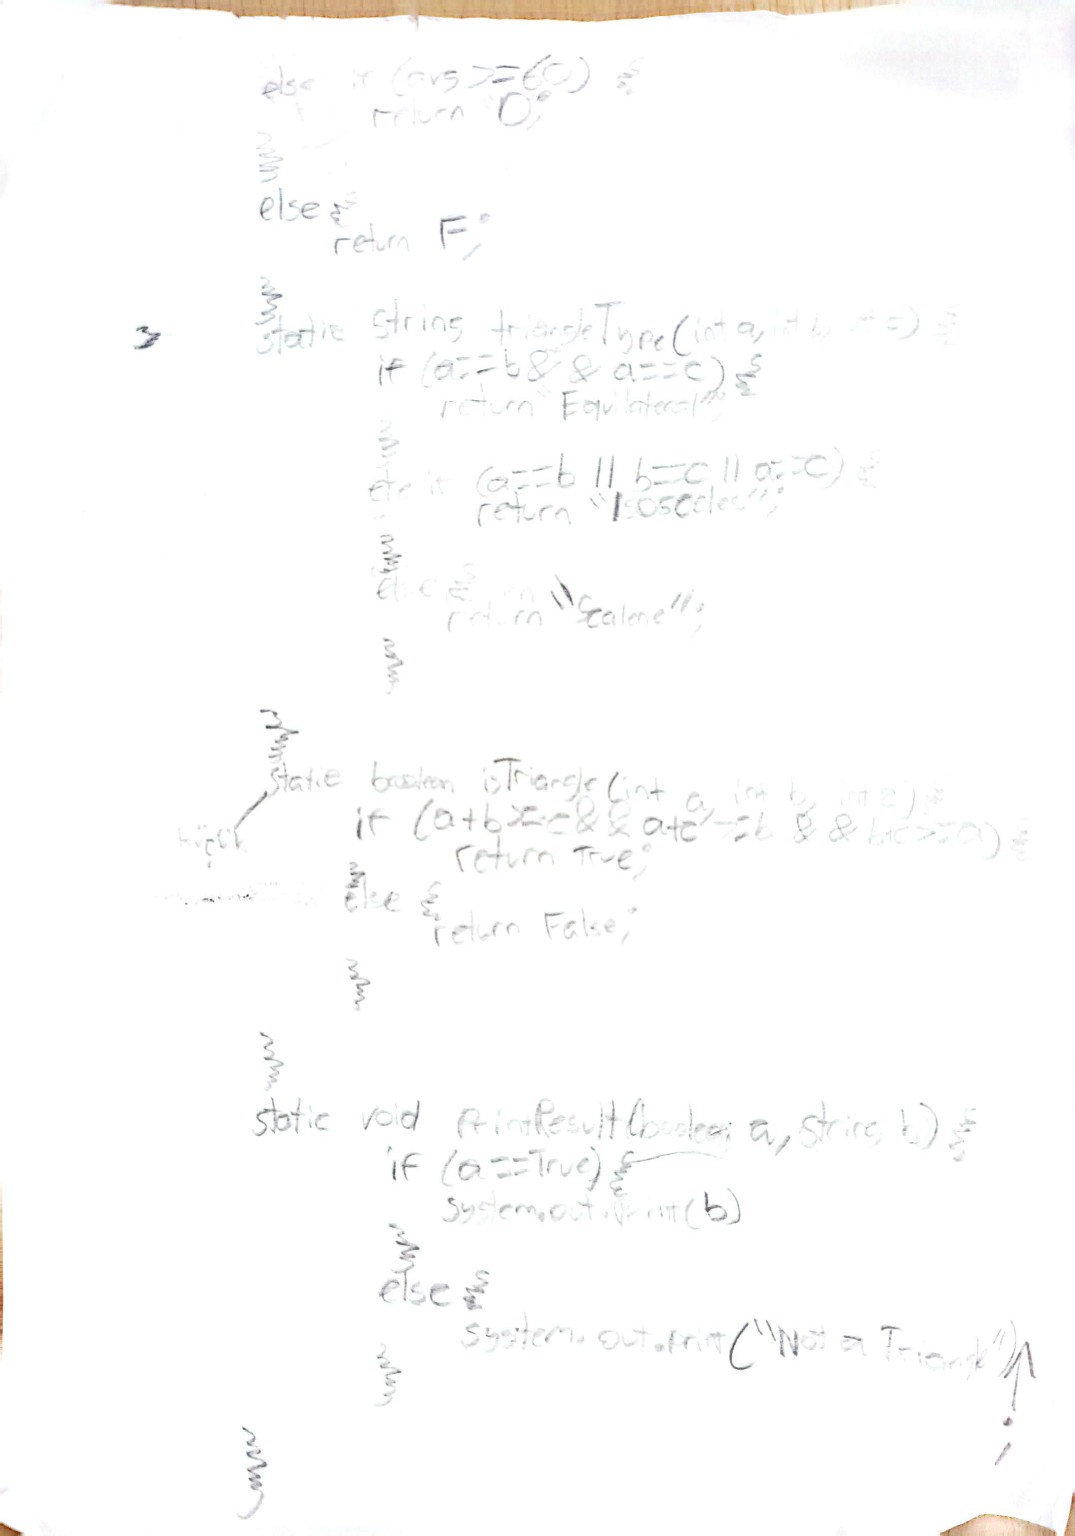 else if (avg >=60) {
return "D";
}
else {
return F;
}
3 static string triangleType(int a, int b, int c) {
if (a==b && a==c) {
return "Equilateral";
}
else if (a==b || b==c || a==c) {
return "Isosceles";
}
else {
return "Scalene";
}
}
static boolean isTriangle(int a, int b, int c) {
küçük
if (a+b>=c && a+c>=b && b+c>=a) {
return True;
}
else {
return False;
}
}
static void PrintResult(boolean a, string b) {
if (a==True) {
system.out.print(b)
}
else {
system.out.print("Not a Triangle")
;
}
}